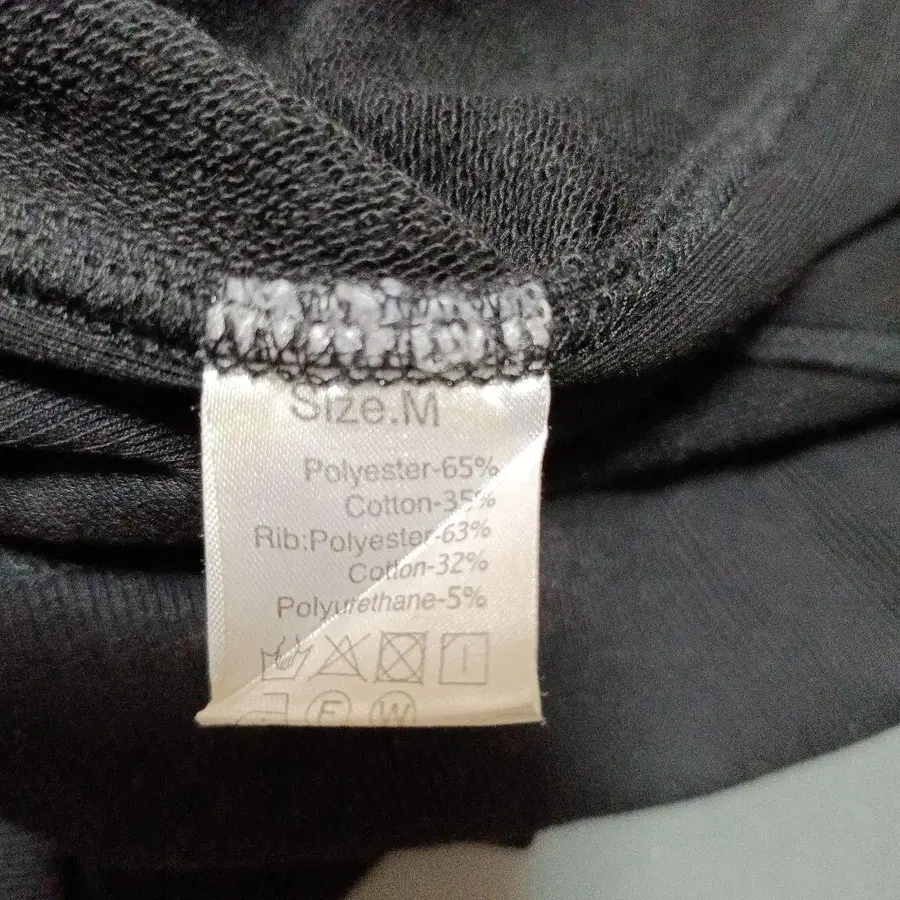 Size.M
Polyester-65%
Cotton-35%
Rib:Polyester-63%
Cotton-32%
Polyurethane-5%
F W